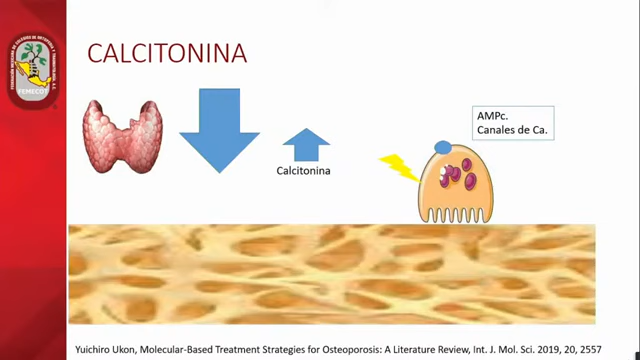 CALCITONINA
FEMECOT
AMPc.
Canales de Ca.
Calcitonina
Yuichiro Ukon, Molecular-Based Treatment Strategies for Osteoporosis: A Literature Review, Int. J. Mol. Sci. 2019, 20, 2557